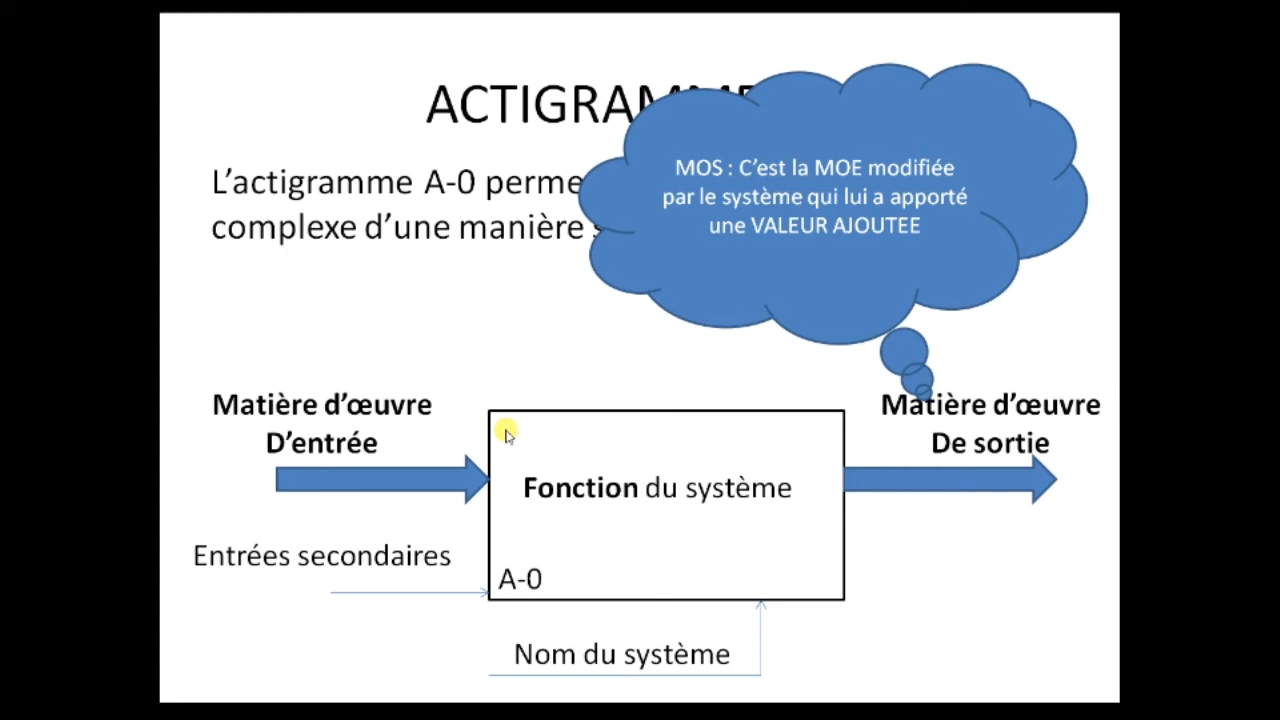 ACTIGRAMME
L'actigramme A-0 perme
complexe d'une manière
MOS : C'est la MOE modifiée
par le système qui lui a apporté
une VALEUR AJOUTEE
Matière d'œuvre
D'entrée
Matière d'œuvre
De sortie
Fonction du système
Entrées secondaires
A-0
Nom du système